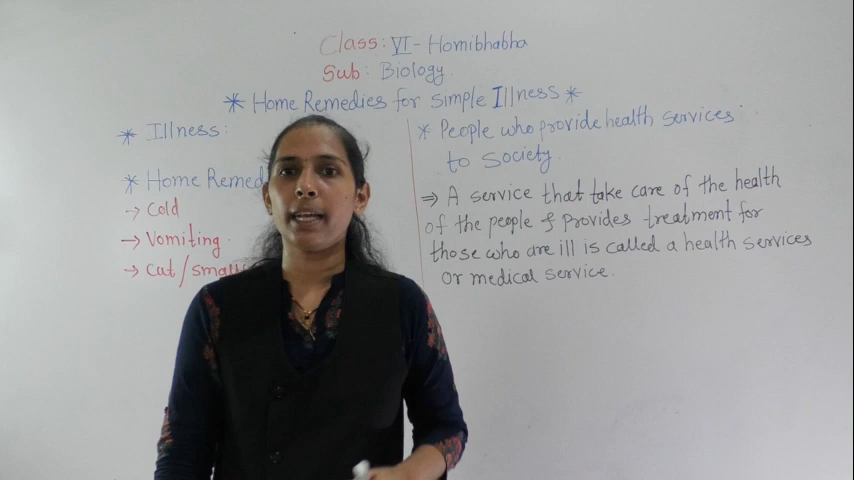 Class: VI - Homibhabha
Sub: Biology.
* Home Remedies for simple Illness *
* Illness:
* Home Remed
→ Cold
→ Vomiting.
→ Cut / small
* People who provide health services
to society.
⇒ A service that take care of the health
of the people & provides treatment for
those who are ill is called a health services
or medical service.